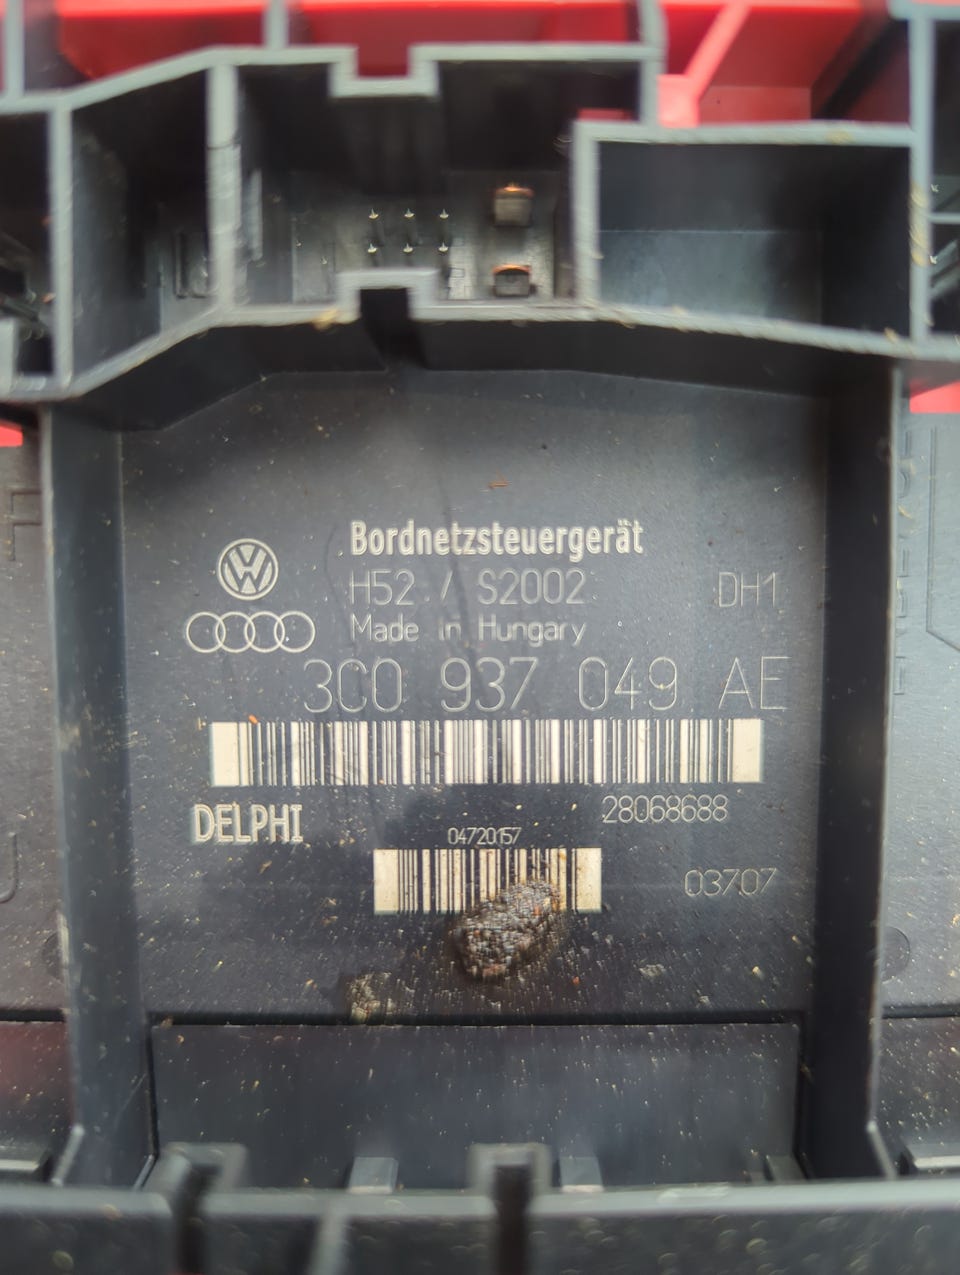 Bordnetzsteuergerät
H52 / S2002 DH1
Made in Hungary
3C0 937 049 AE
28068688
DELPHI
04720157
03707